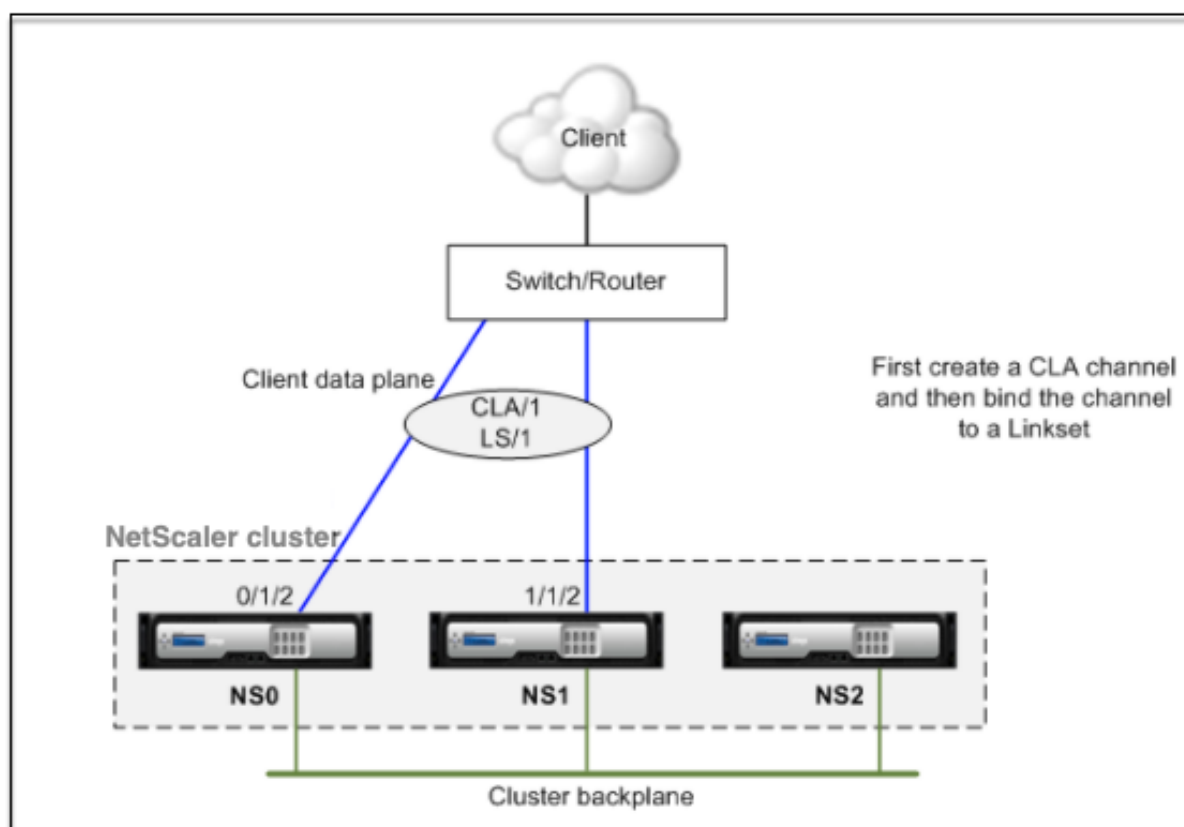 Client
Switch/Router
Client data plane
CLA/1
LS/1
First create a CLA channel
and then bind the channel
to a Linkset
NetScaler cluster
0/1/2
1/1/2
NS0
NS1
NS2
Cluster backplane